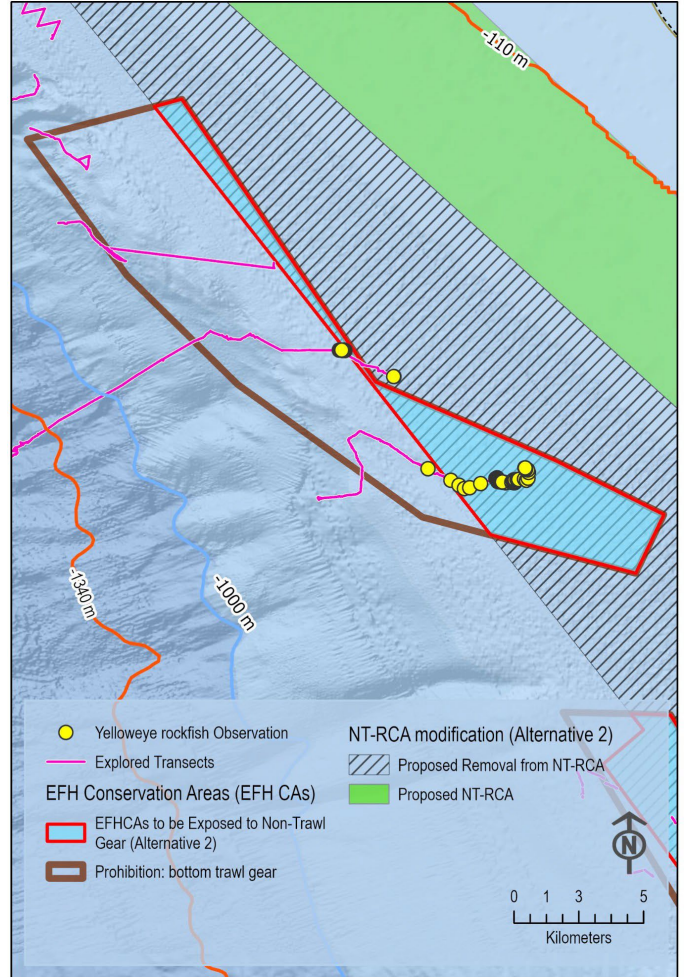 -110 m
-1340 m
-1000 m
Yelloweye rockfish Observation
Explored Transects
EFH Conservation Areas (EFH CAs)
EFHCAs to be Exposed to Non-Trawl
Gear (Alternative 2)
Prohibition: bottom trawl gear
NT-RCA modification (Alternative 2)
Proposed Removal from NT-RCA
Proposed NT-RCA
N
0 1 3 4 5
Kilometers